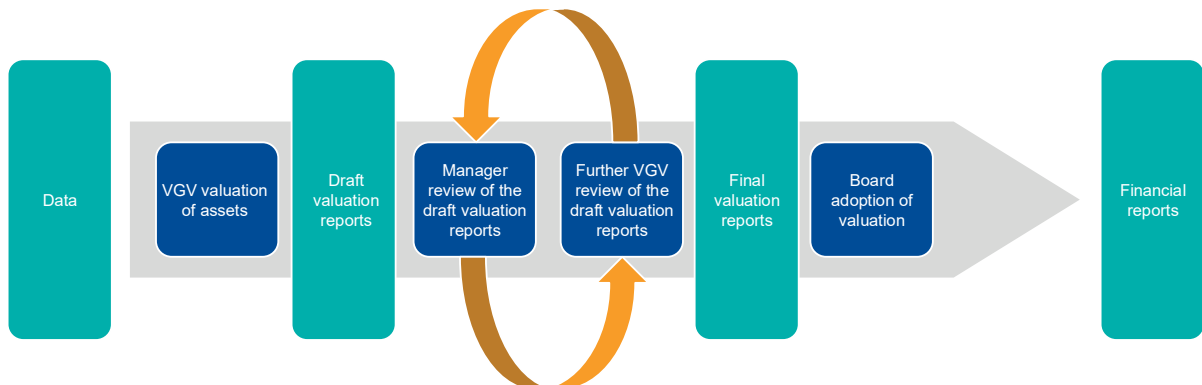 Data
VGV valuation
of assets
Draft
valuation
reports
Manager
review of the
draft valuation
reports
Further VGV
review of the
draft valuation
reports
Final
valuation
reports
Board
adoption of
valuation
Financial
reports